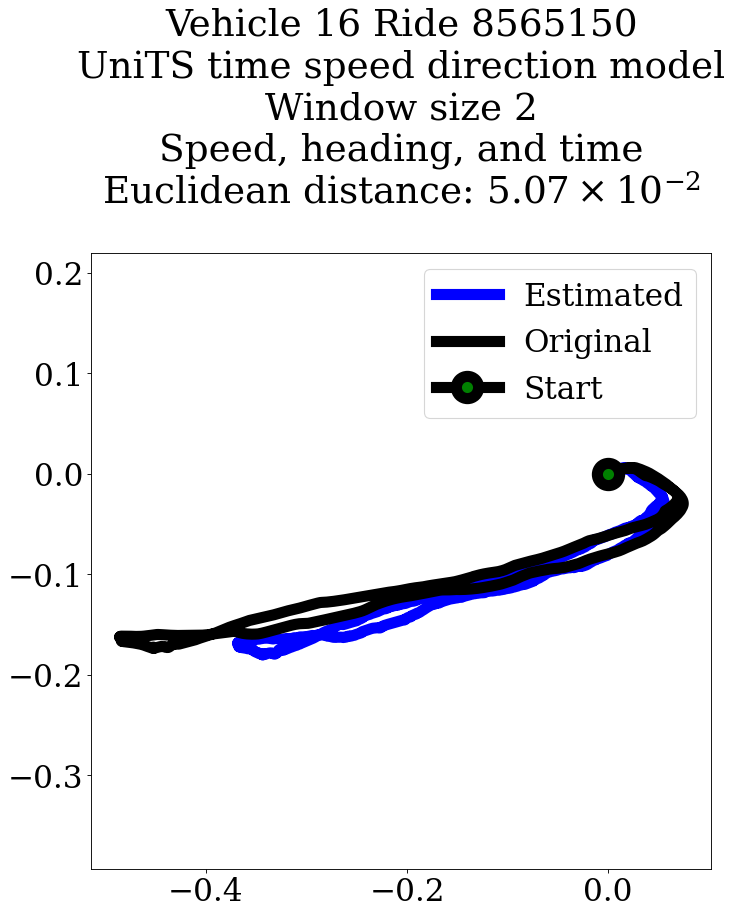 Vehicle 16 Ride 8565150
UniTS time speed direction model
Window size 2
Speed, heading, and time
Euclidean distance: 5.07 × 10⁻²
Estimated
Original
Start
0.2
0.1
0.0
−0.1
−0.2
−0.3
−0.4
−0.2
0.0